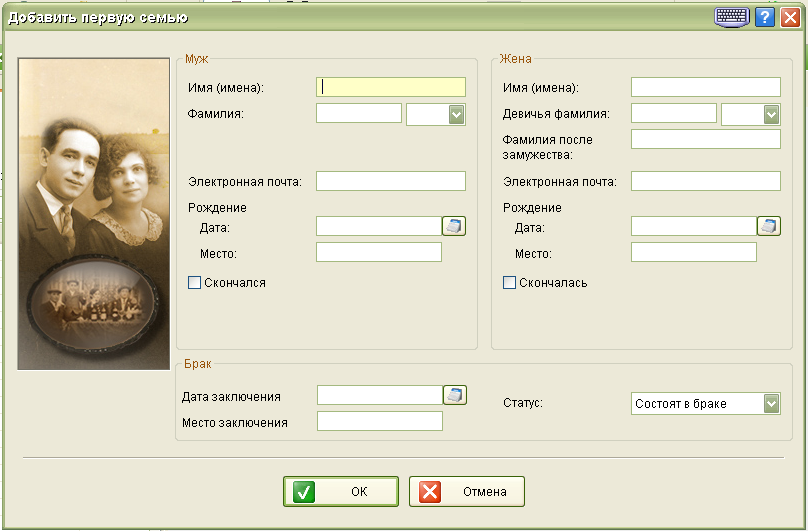 Добавить первую семью
?
Муж
Имя (имена):
Фамилия:
Электронная почта:
Рождение
Дата:
Место:
Скончался
Жена
Имя (имена):
Девичья фамилия:
Фамилия после
замужества:
Электронная почта:
Рождение
Дата:
Место:
Скончалась
Брак
Дата заключения
Место заключения
Статус:
Состоят в браке
OK
Отмена